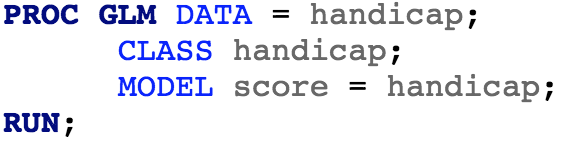 PROC GLM DATA = handicap;
CLASS handicap;
MODEL score = handicap;
RUN;